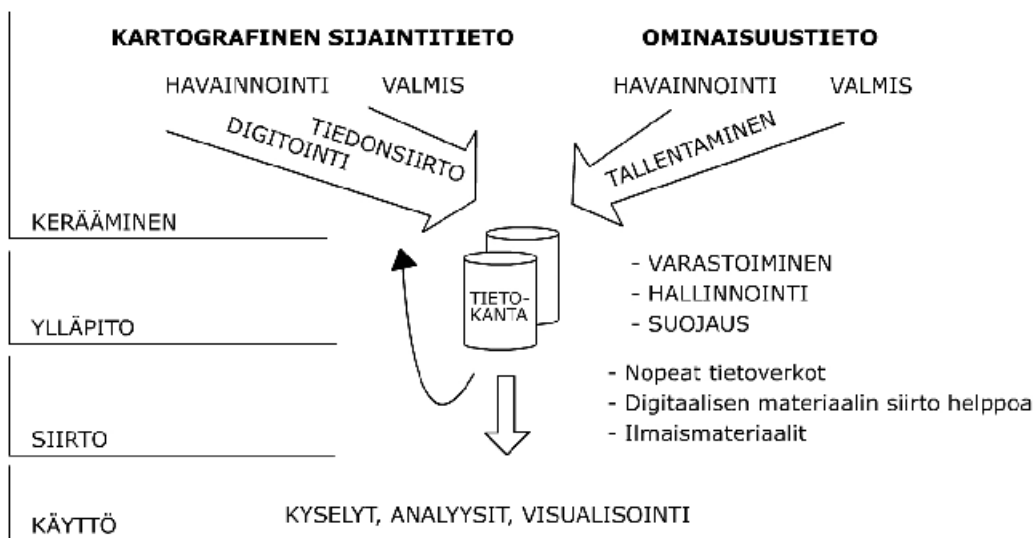 KARTOGRAFINEN SIJAINTITIETO
OMINAISUUSTIETO
HAVAINNOINTI
VALMIS
HAVAINNOINTI
VALMIS
DIGITOINTI
TIEDONSIIRTO
TALLENTAMINEN
KERÄÄMINEN
TIETO-
KANTA
- VARASTOIMINEN
- HALLINNOINTI
- SUOJAUS
YLLÄPITO
- Nopeat tietoverkot
- Digitaalisen materiaalin siirto helppoa
- Ilmaismateriaalit
SIIRTO
KÄYTTÖ
KYSELYT, ANALYYSIT, VISUALISOINTI